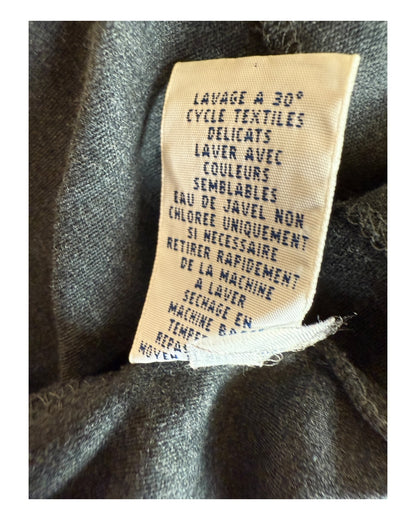 LAVAGE A 30°
CYCLE TEXTILES
DELICATS
LAVER AVEC
COULEURS
SEMBLABLES
EAU DE JAVEL NON
CHLOREE UNIQUEMENT
SI NECESSAIRE
RETIRER RAPIDEMENT
DE LA MACHINE
A LAVER
SECHAGE EN
MACHINE
MOYEN